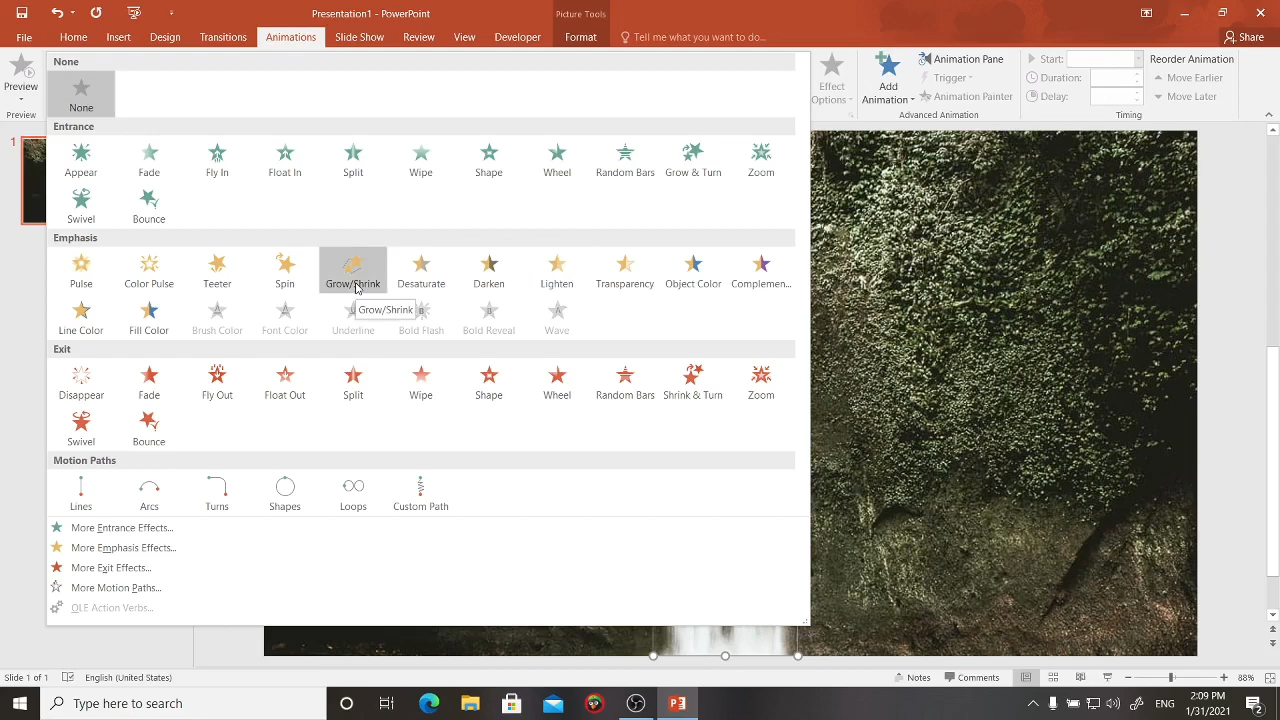 Presentation1 - PowerPoint
Picture Tools
File Home Insert Design Transitions Animations Slide Show Review View Developer Format Tell me what you want to do... Share
Preview
Preview
Effect Options
Add Animation
Animation Pane
Trigger
Animation Painter
Advanced Animation
Start:
Duration:
Delay:
Reorder Animation
Move Earlier
Move Later
Timing
None
None
Entrance
Appear Fade Fly In Float In Split Wipe Shape Wheel Random Bars Grow & Turn Zoom
Swivel Bounce
Emphasis
Pulse Color Pulse Teeter Spin Grow/Shrink Desaturate Darken Lighten Transparency Object Color Complemen...
Grow/Shrink
Line Color Fill Color Brush Color Font Color Underline Bold Flash Bold Reveal Wave
Exit
Disappear Fade Fly Out Float Out Split Wipe Shape Wheel Random Bars Shrink & Turn Zoom
Swivel Bounce
Motion Paths
Lines Arcs Turns Shapes Loops Custom Path
More Entrance Effects...
More Emphasis Effects...
More Exit Effects...
More Motion Paths...
OLE Action Verbs...
1
Slide 1 of 1 English (United States) Notes Comments 88%
Type here to search
ENG
2:09 PM
1/31/2021
2